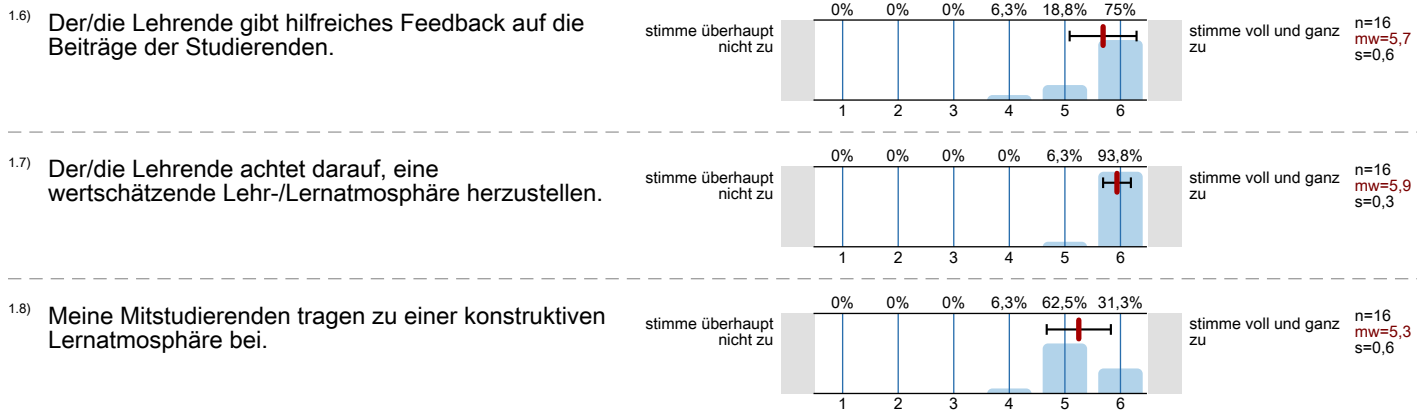 1.6) Der/die Lehrende gibt hilfreiches Feedback auf die
Beiträge der Studierenden.
stimme überhaupt
nicht zu
0% 0% 0% 6,3% 18,8% 75%
1 2 3 4 5 6
stimme voll und ganz
zu
n=16
mw=5,7
s=0,6
1.7) Der/die Lehrende achtet darauf, eine
wertschätzende Lehr-/Lernatmosphäre herzustellen.
stimme überhaupt
nicht zu
0% 0% 0% 0% 6,3% 93,8%
1 2 3 4 5 6
stimme voll und ganz
zu
n=16
mw=5,9
s=0,3
1.8) Meine Mitstudierenden tragen zu einer konstruktiven
Lernatmosphäre bei.
stimme überhaupt
nicht zu
0% 0% 0% 6,3% 62,5% 31,3%
1 2 3 4 5 6
stimme voll und ganz
zu
n=16
mw=5,3
s=0,6